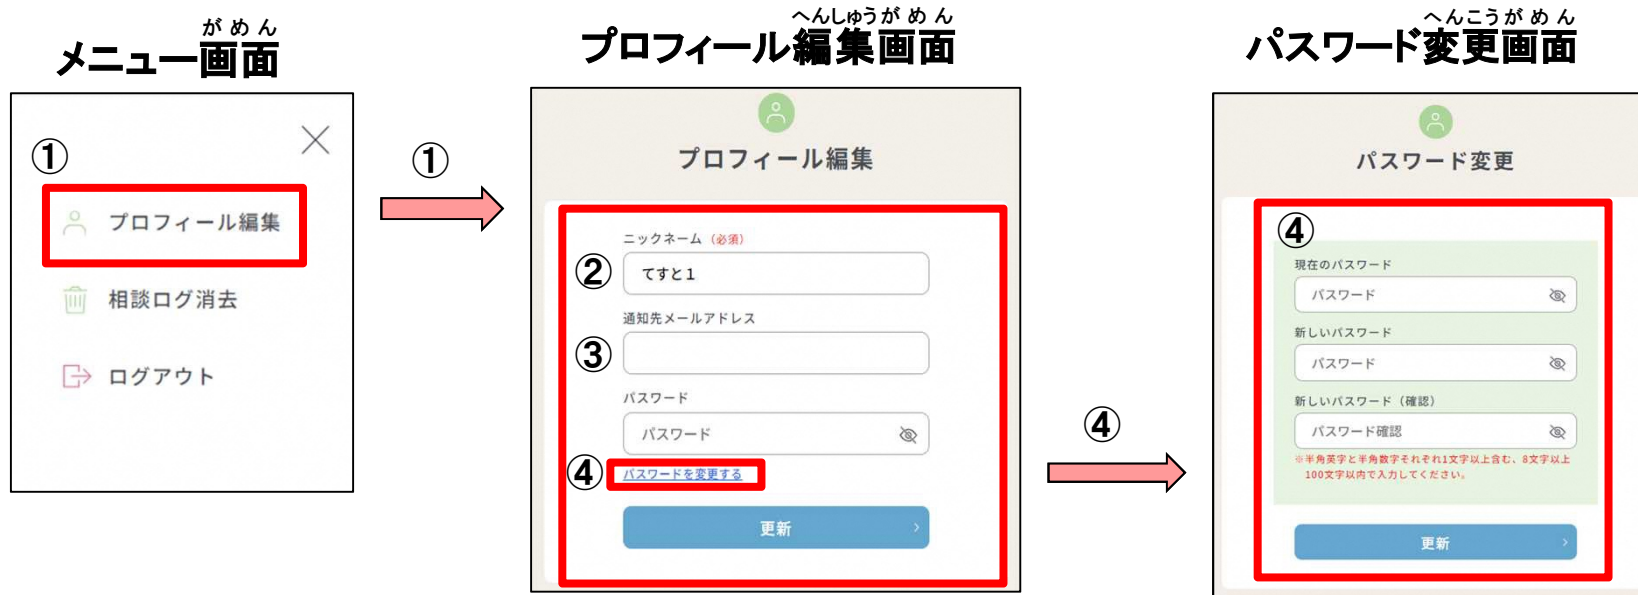 がめん
メニュー画面
①
プロフィール編集
相談ログ消去
ログアウト
①
へんしゅうがめん
プロフィール編集画面
プロフィール編集
ニックネーム（必須）
②
てすと１
通知先メールアドレス
③
パスワード
パスワード
④
パスワードを変更する
更新
④
へんこうがめん
パスワード変更画面
パスワード変更
④
現在のパスワード
パスワード
新しいパスワード
パスワード
新しいパスワード（確認）
パスワード確認
※半角英字と半角数字それぞれ1文字以上含む、8文字以上
100文字以内で入力してください。
更新